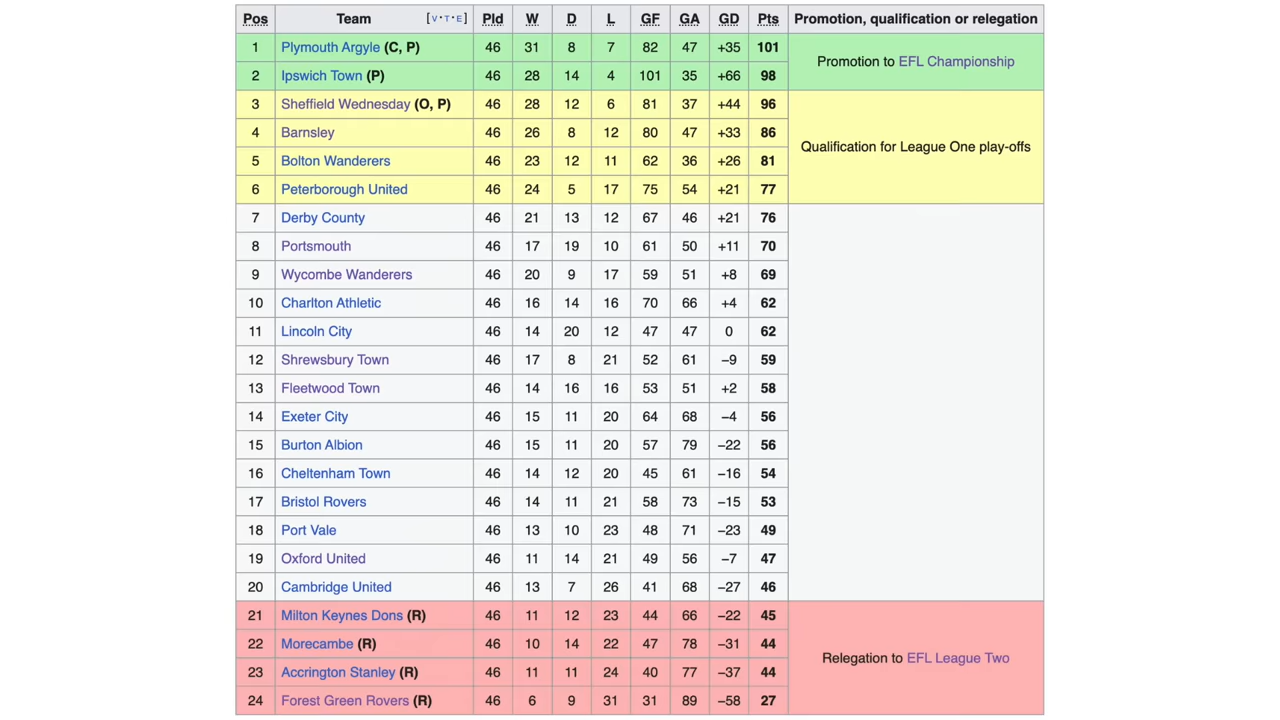 Pos Team [V·T·E] Pld W D L GF GA GD Pts Promotion, qualification or relegation
1 Plymouth Argyle (C, P) 46 31 8 7 82 47 +35 101
Promotion to EFL Championship
2 Ipswich Town (P) 46 28 14 4 101 35 +66 98
3 Sheffield Wednesday (O, P) 46 28 12 6 81 37 +44 96
4 Barnsley 46 26 8 12 80 47 +33 86
Qualification for League One play-offs
5 Bolton Wanderers 46 23 12 11 62 36 +26 81
6 Peterborough United 46 24 5 17 75 54 +21 77
7 Derby County 46 21 13 12 67 46 +21 76
8 Portsmouth 46 17 19 10 61 50 +11 70
9 Wycombe Wanderers 46 20 9 17 59 51 +8 69
10 Charlton Athletic 46 16 14 16 70 66 +4 62
11 Lincoln City 46 14 20 12 47 47 0 62
12 Shrewsbury Town 46 17 8 21 52 61 −9 59
13 Fleetwood Town 46 14 16 16 53 51 +2 58
14 Exeter City 46 15 11 20 64 68 −4 56
15 Burton Albion 46 15 11 20 57 79 −22 56
16 Cheltenham Town 46 14 12 20 45 61 −16 54
17 Bristol Rovers 46 14 11 21 58 73 −15 53
18 Port Vale 46 13 10 23 48 71 −23 49
19 Oxford United 46 11 14 21 49 56 −7 47
20 Cambridge United 46 13 7 26 41 68 −27 46
21 Milton Keynes Dons (R) 46 11 12 23 44 66 −22 45
22 Morecambe (R) 46 10 14 22 47 78 −31 44
Relegation to EFL League Two
23 Accrington Stanley (R) 46 11 11 24 40 77 −37 44
24 Forest Green Rovers (R) 46 6 9 31 31 89 −58 27